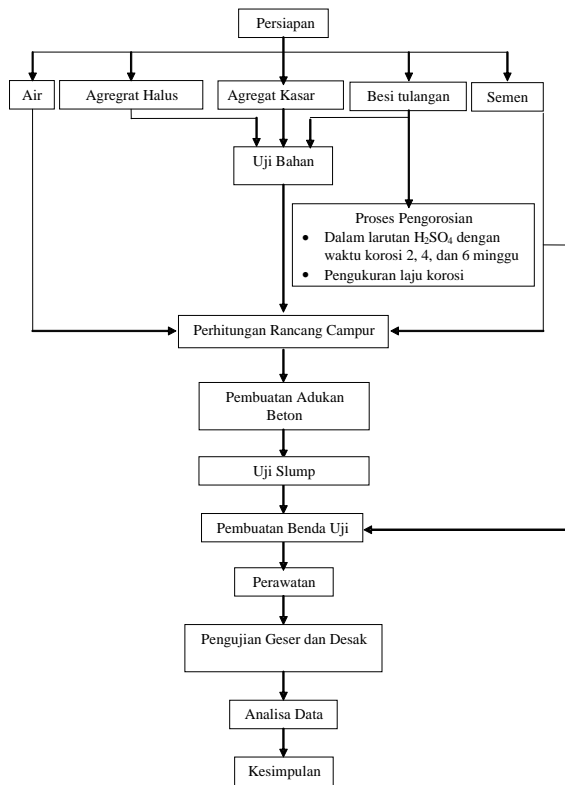 Persiapan
Air
Agregrat Halus
Agregat Kasar
Besi tulangan
Semen
Uji Bahan
Proses Pengorosian
• Dalam larutan H₂SO₄ dengan
waktu korosi 2, 4, dan 6 minggu
• Pengukuran laju korosi
Perhitungan Rancang Campur
Pembuatan Adukan
Beton
Uji Slump
Pembuatan Benda Uji
Perawatan
Pengujian Geser dan Desak
Analisa Data
Kesimpulan